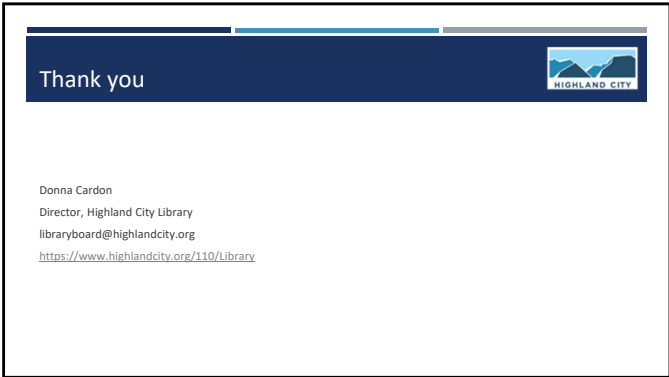 Thank you
HIGHLAND CITY
Donna Cardon
Director, Highland City Library
libraryboard@highlandcity.org
https://www.highlandcity.org/110/Library